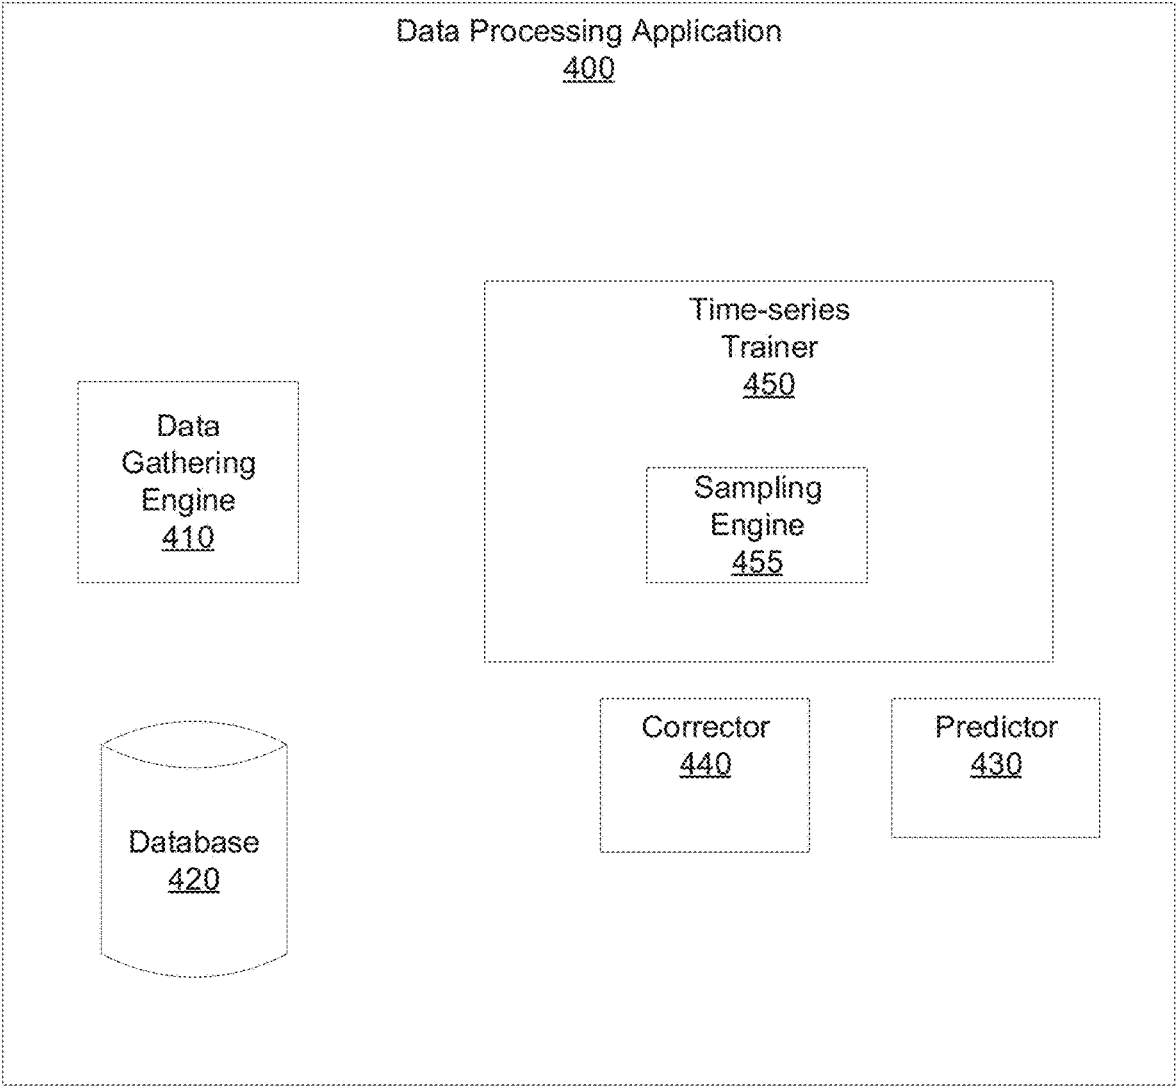 Data Processing Application
400
Time-series
Trainer
450
Data
Gathering
Engine
410
Sampling
Engine
455
Corrector
440
Predictor
430
Database
420